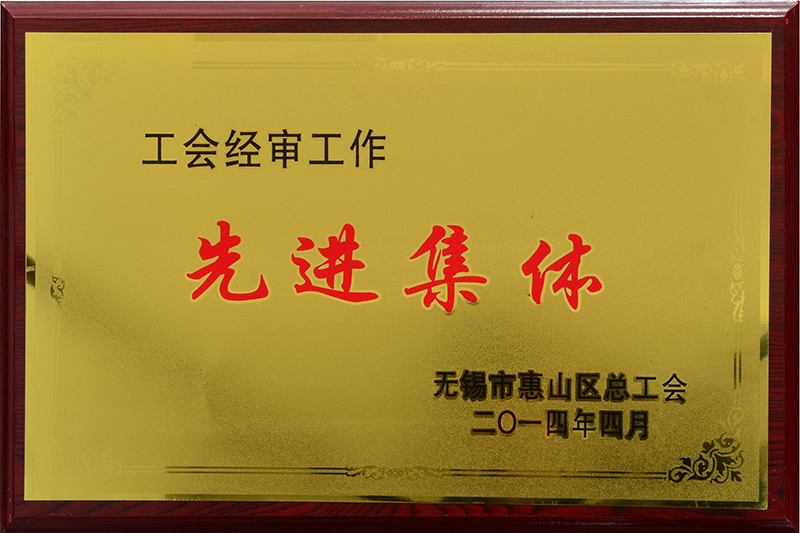 工会经审工作
先进集体
无锡市惠山区总工会
二〇一四年四月